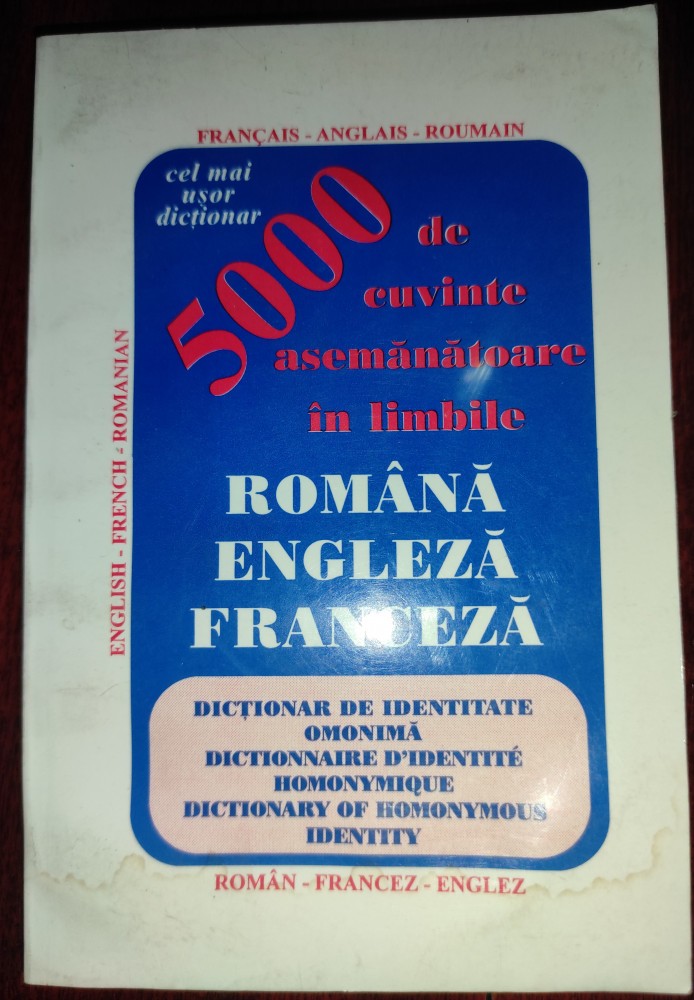 FRANÇAIS - ANGLAIS - ROUMAIN
cel mai
ușor
dicționar
5000
de
cuvinte
asemănătoare
în limbile
ENGLISH - FRENCH - ROMANIAN
ROMÂNĂ
ENGLEZĂ
FRANCEZĂ
DICȚIONAR DE IDENTITATE
OMONIMĂ
DICTIONNAIRE D'IDENTITÉ
HOMONYMIQUE
DICTIONARY OF HOMONYMOUS
IDENTITY
ROMÂN - FRANCEZ - ENGLEZ